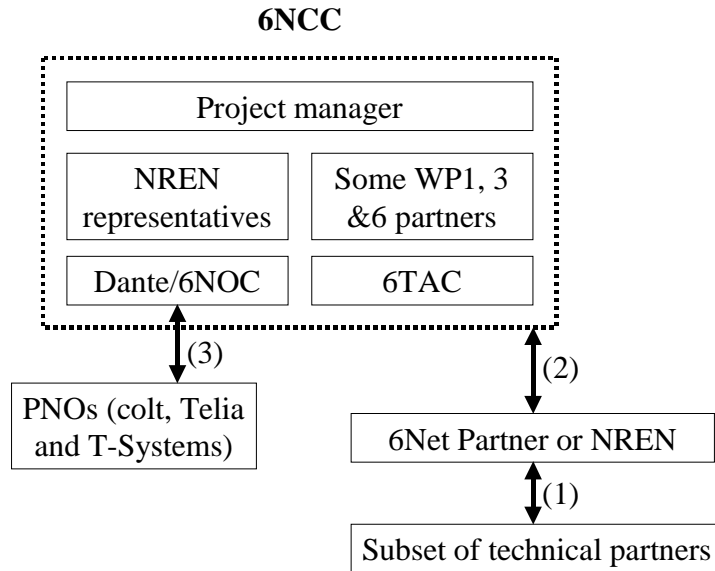 6NCC
Project manager
NREN
representatives
Some WP1, 3
&6 partners
Dante/6NOC
6TAC
(3)
(2)
PNOs (colt, Telia
and T-Systems)
6Net Partner or NREN
(1)
Subset of technical partners